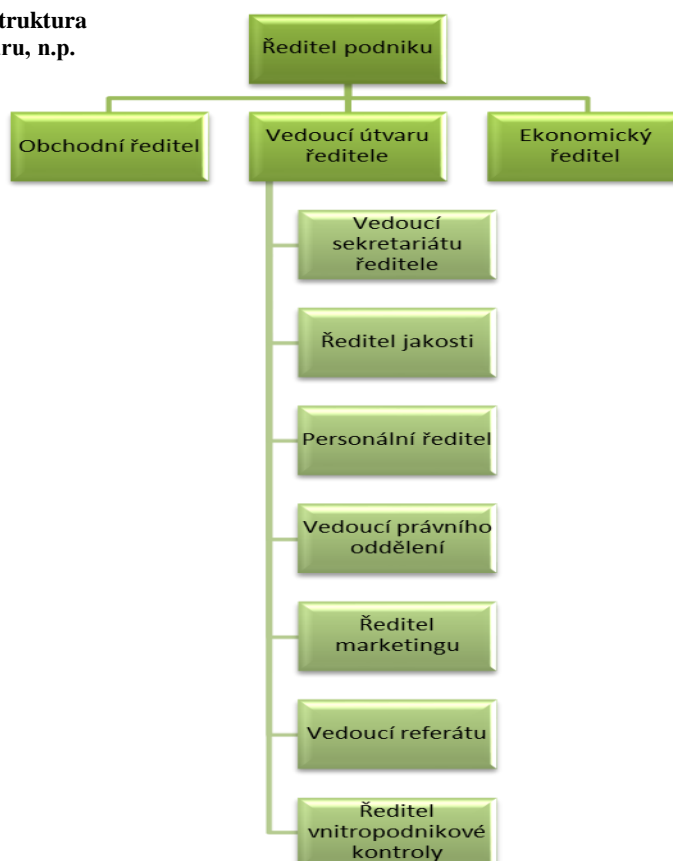 truktura
ru, n.p.
Ředitel podniku
Obchodní ředitel
Vedoucí útvaru
ředitele
Ekonomický
ředitel
Vedoucí
sekretariátu
ředitele
Ředitel jakosti
Personální ředitel
Vedoucí právního
oddělení
Ředitel
marketingu
Vedoucí referátu
Ředitel
vnitropodnikové
kontroly